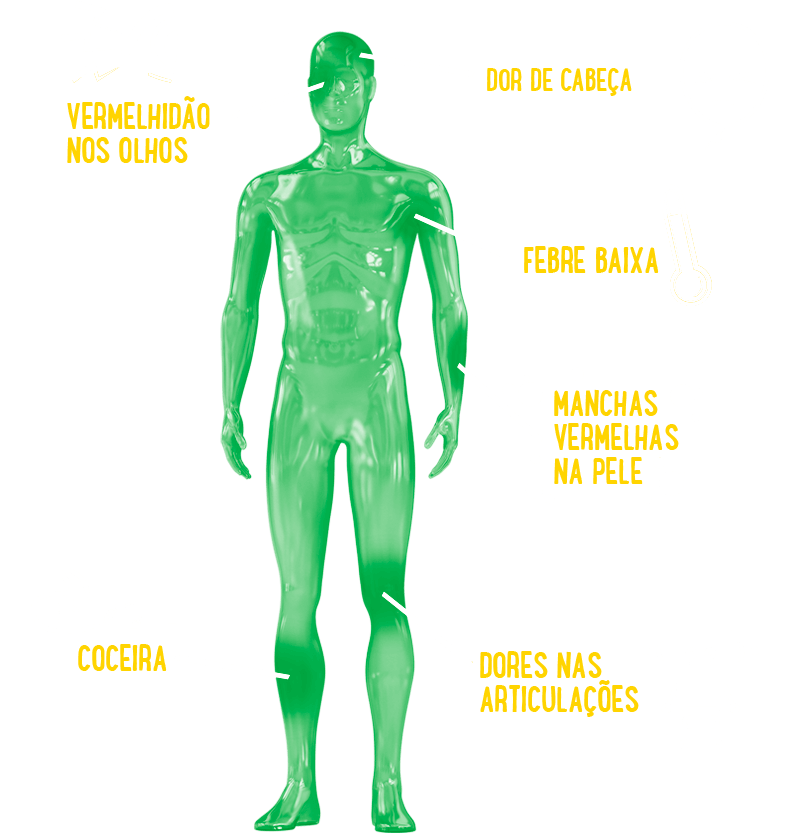 DOR DE CABEÇA
VERMELHIDÃO
NOS OLHOS
FEBRE BAIXA
MANCHAS
VERMELHAS
NA PELE
COCEIRA
DORES NAS
ARTICULAÇÕES